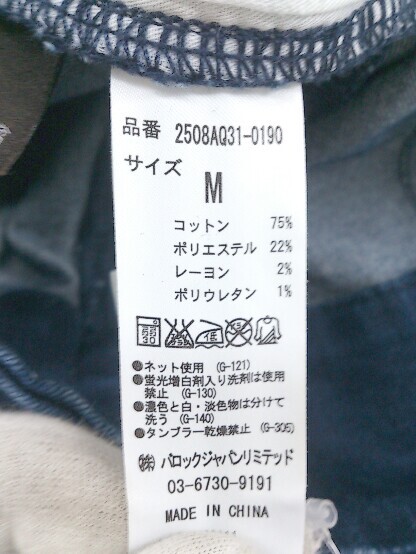 品番 2508AQ31-0190
サイズ
M
コットン 75%
ポリエステル 22%
レーヨン 2%
ポリウレタン 1%
●ネット使用 (G-121)
●蛍光増白剤入り洗剤は使用
禁止 (G-130)
●濃色と白・淡色物は分けて
洗う (G-140)
●タンブラー乾燥禁止 (G-305)
㈱バロックジャパンリミテッド
03-6730-9191
MADE IN CHINA